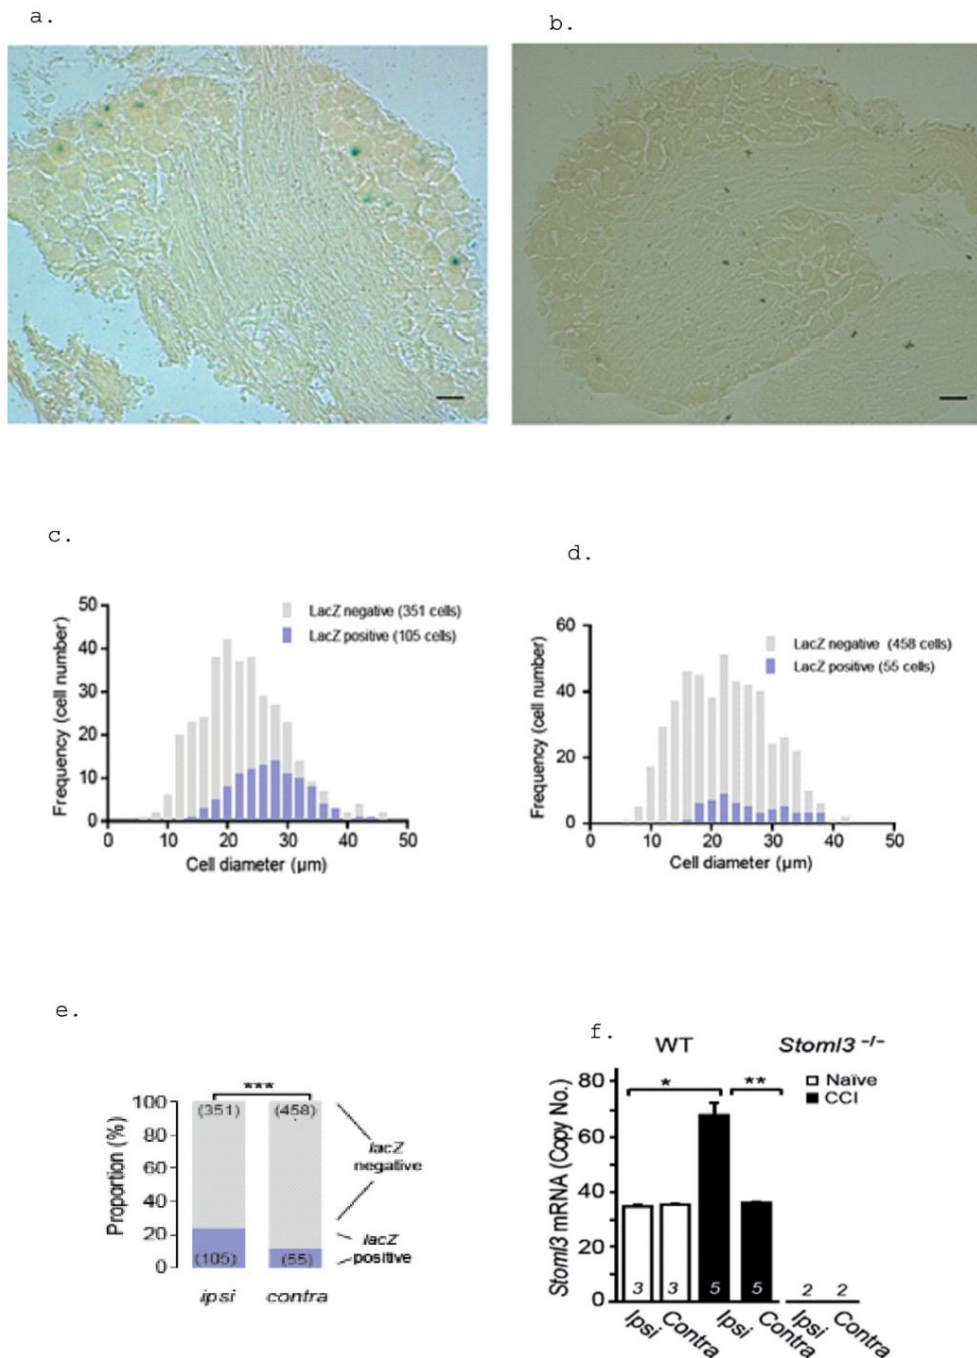 a.
b.
c.
d.
50
40
30
20
10
0
Frequency (cell number)
LacZ negative (351 cells)
LacZ positive (105 cells)
0 10 20 30 40 50
Cell diameter (µm)
60
40
20
0
Frequency (cell number)
LacZ negative (458 cells)
LacZ positive (55 cells)
0 10 20 30 40 50
Cell diameter (µm)
e.
***
100
80
60
40
20
0
Proportion (%)
(351) (458)
(105) (55)
lacZ
negative
lacZ
positive
ipsi contra
f.
WT Stoml3 -/-
Naïve
CCI
* **
80
60
40
20
0
Stoml3 mRNA (Copy No.)
3 3 5 5 2 2
Ipsi Contra Ipsi Contra Ipsi Contra